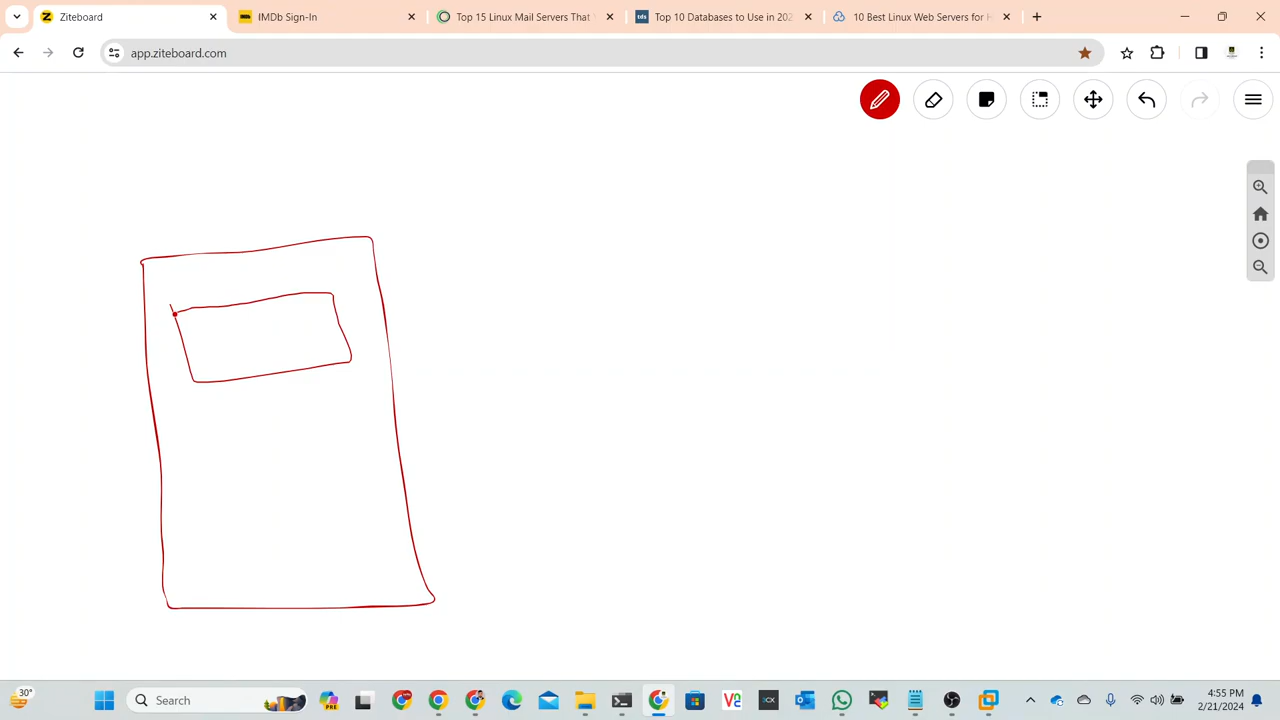 Ziteboard
IMDb Sign-In
Top 15 Linux Mail Servers That
Top 10 Databases to Use in 202
10 Best Linux Web Servers for H
app.ziteboard.com
30°
Search
PRE
4:55 PM
2/21/2024